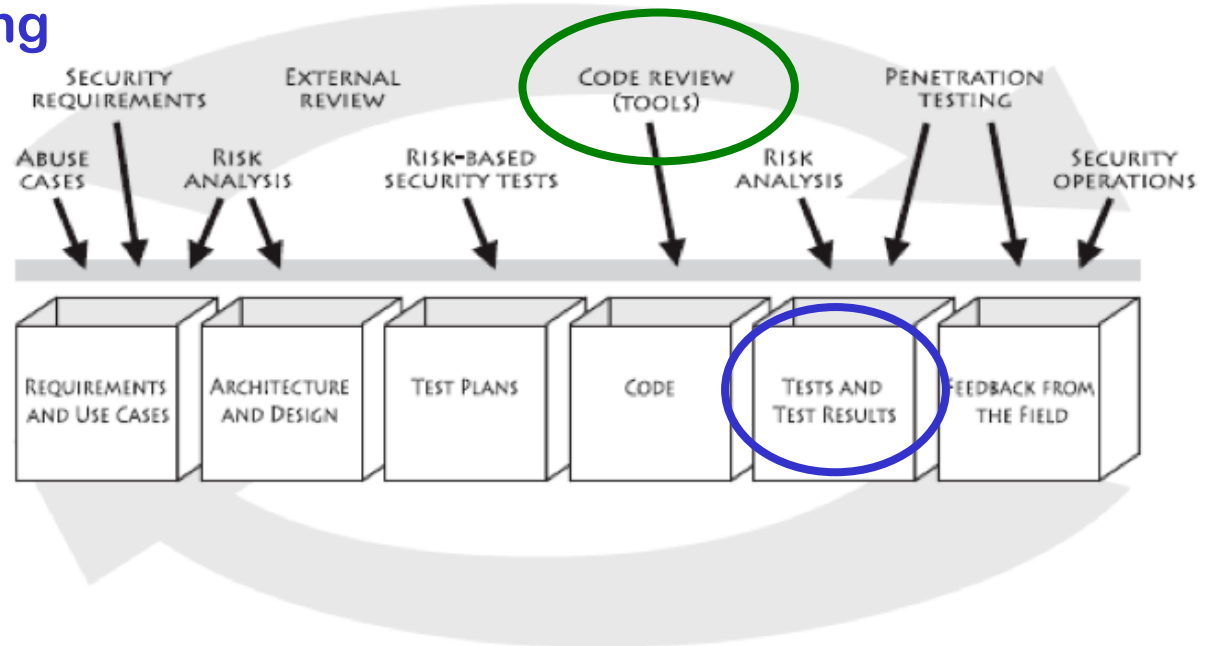 ng
SECURITY
REQUIREMENTS
EXTERNAL
REVIEW
CODE REVIEW
(TOOLS)
PENETRATION
TESTING
ABUSE
CASES
RISK
ANALYSIS
RISK-BASED
SECURITY TESTS
RISK
ANALYSIS
SECURITY
OPERATIONS
REQUIREMENTS
AND USE CASES
ARCHITECTURE
AND DESIGN
TEST PLANS
CODE
TESTS AND
TEST RESULTS
FEEDBACK FROM
THE FIELD